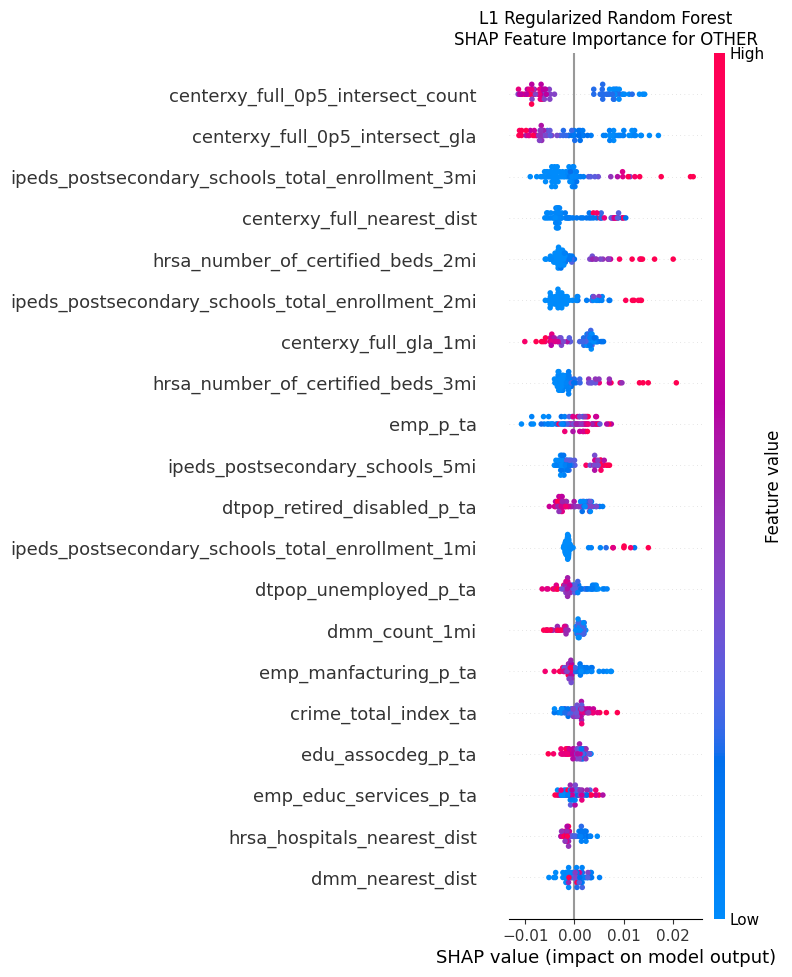 L1 Regularized Random Forest
SHAP Feature Importance for OTHER
High
centerxy_full_0p5_intersect_count
centerxy_full_0p5_intersect_gla
ipeds_postsecondary_schools_total_enrollment_3mi
centerxy_full_nearest_dist
hrsa_number_of_certified_beds_2mi
ipeds_postsecondary_schools_total_enrollment_2mi
centerxy_full_gla_1mi
hrsa_number_of_certified_beds_3mi
emp_p_ta
ipeds_postsecondary_schools_5mi
dtpop_retired_disabled_p_ta
ipeds_postsecondary_schools_total_enrollment_1mi
dtpop_unemployed_p_ta
dmm_count_1mi
emp_manfacturing_p_ta
crime_total_index_ta
edu_assocdeg_p_ta
emp_educ_services_p_ta
hrsa_hospitals_nearest_dist
dmm_nearest_dist
Feature value
Low
−0.01 0.00 0.01 0.02
SHAP value (impact on model output)